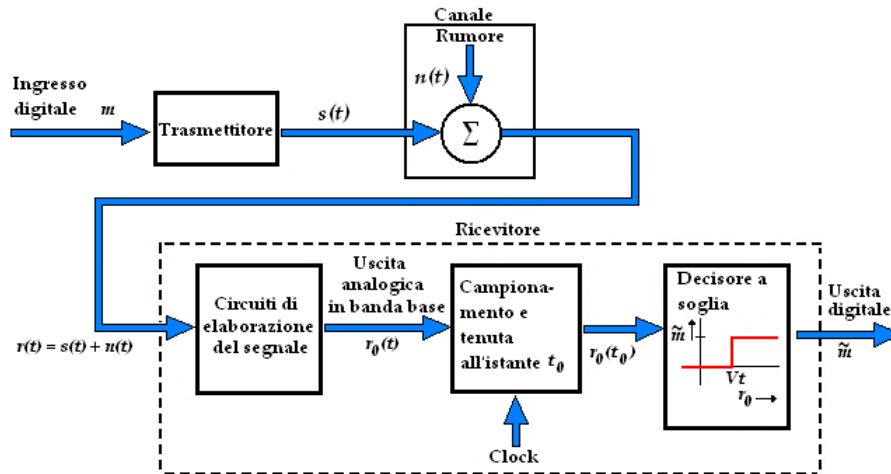 Canale
Rumore
n(t)
Ingresso
digitale m
Trasmettitore
s(t)
Σ
Ricevitore
r(t) = s(t) + n(t)
Circuiti di
elaborazione
del segnale
Uscita
analogica
in banda base
r0(t)
Campiona-
mento e
tenuta
all'istante t0
r0(t0)
Clock
Decisore a
soglia
m̃
Vt
r0
Uscita
digitale
m̃